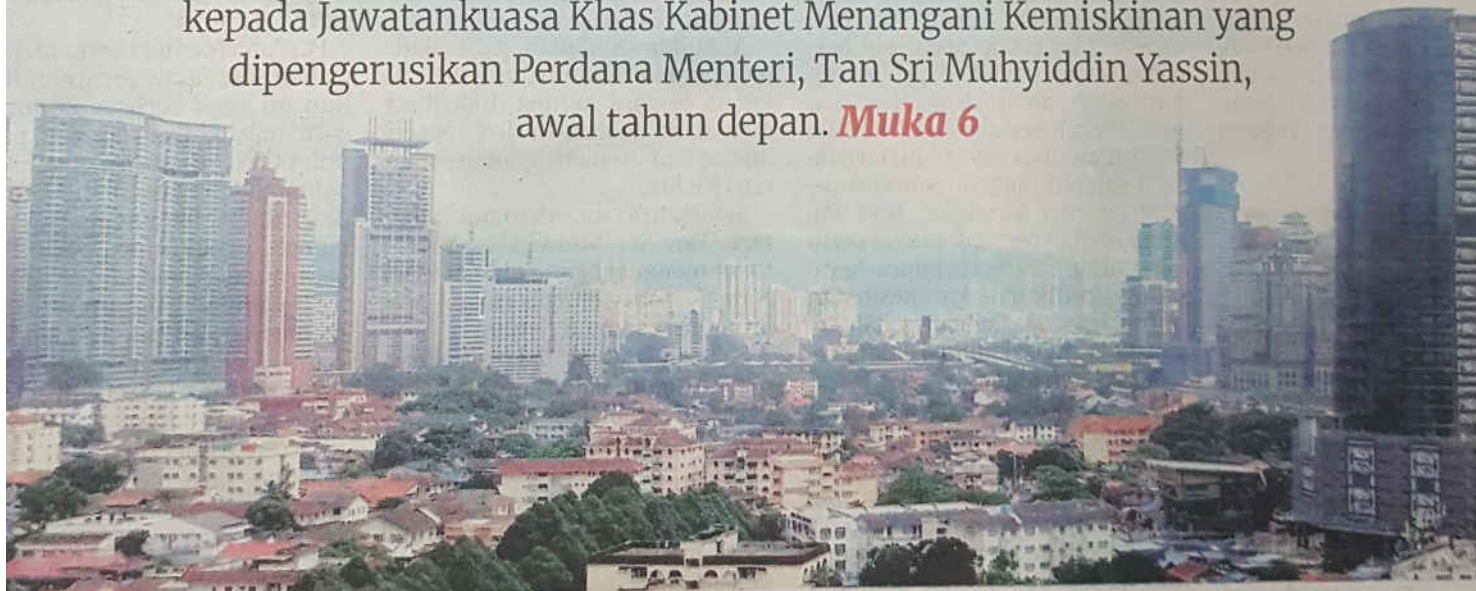 kepada Jawatankuasa Khas Kabinet Menangani Kemiskinan yang
dipengerusikan Perdana Menteri, Tan Sri Muhyiddin Yassin,
awal tahun depan. Muka 6